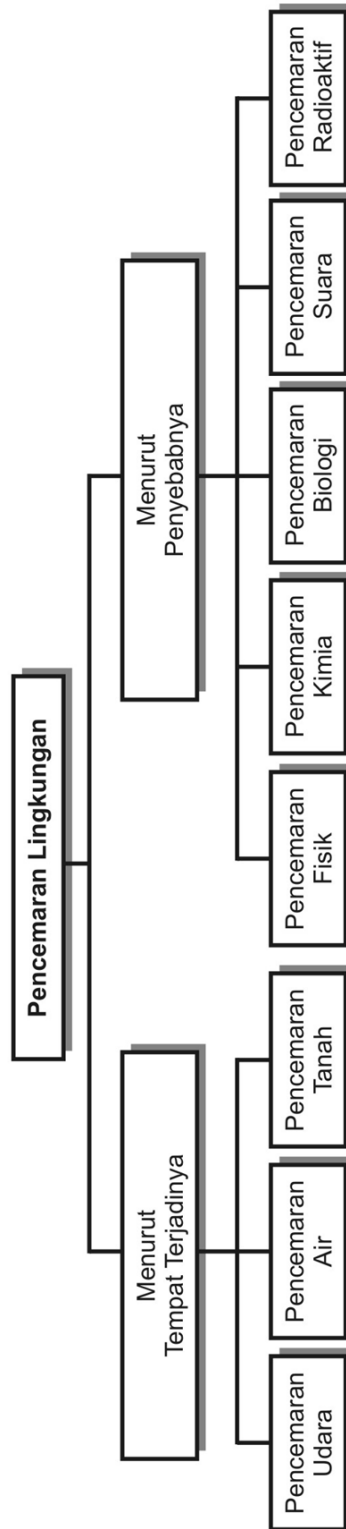 Pencemaran Lingkungan
Menurut
Tempat Terjadinya
Menurut
Penyebabnya
Pencemaran
Udara
Pencemaran
Air
Pencemaran
Tanah
Pencemaran
Fisik
Pencemaran
Kimia
Pencemaran
Biologi
Pencemaran
Suara
Pencemaran
Radioaktif